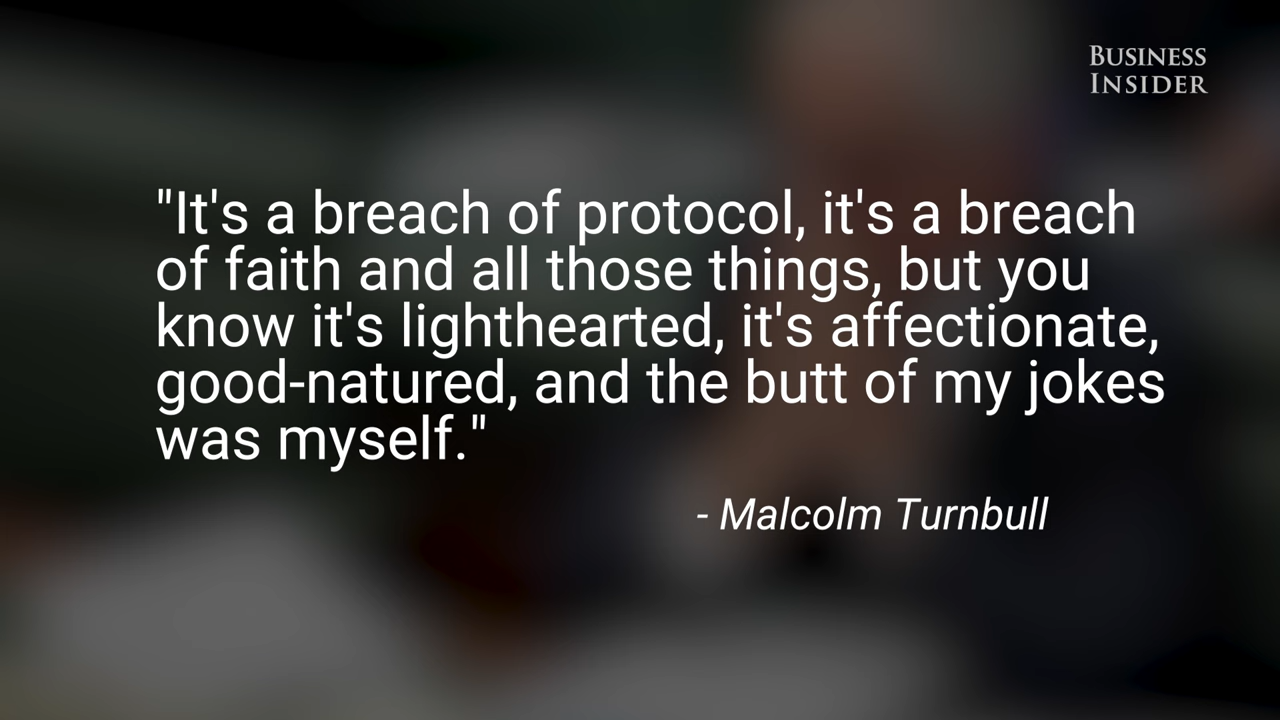 BUSINESS
INSIDER
"It's a breach of protocol, it's a breach
of faith and all those things, but you
know it's lighthearted, it's affectionate,
good-natured, and the butt of my jokes
was myself."
- Malcolm Turnbull